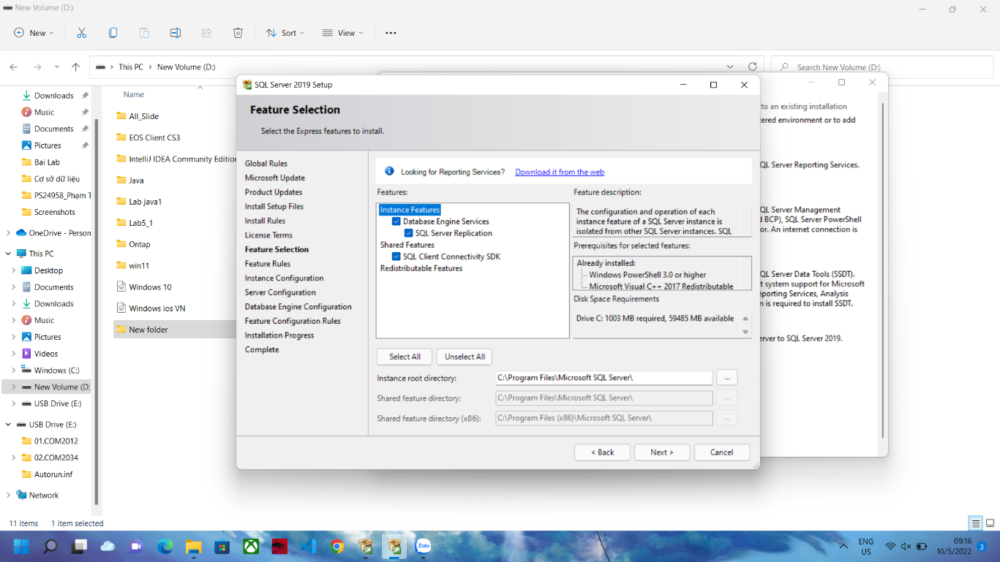 New Volume (D:)
New
Sort
View
This PC > New Volume (D:)
Search New Volume (D:)
Downloads
Music
Documents
Pictures
Bai Lab
Cơ sở dữ liệu
PS24958_Phạm T
Screenshots
OneDrive - Person
This PC
Desktop
Documents
Downloads
Music
Pictures
Videos
Windows (C:)
New Volume (D:
USB Drive (E:)
USB Drive (E:)
01.COM2012
02.COM2034
Autorun.inf
Network
Name
All_Slide
EOS Client CS3
IntelliJ IDEA Community Edition
Java
Lab java1
Lab5_1
Ontap
win11
Windows 10
Windows ios VN
New folder
SQL Server 2019 Setup
Feature Selection
Select the Express features to install.
Global Rules
Microsoft Update
Product Updates
Install Setup Files
Install Rules
License Terms
Feature Selection
Feature Rules
Instance Configuration
Server Configuration
Database Engine Configuration
Feature Configuration Rules
Installation Progress
Complete
Looking for Reporting Services? Download it from the web
Features:
Instance Features
Database Engine Services
SQL Server Replication
Shared Features
SQL Client Connectivity SDK
Redistributable Features
Feature description:
The configuration and operation of each
instance feature of a SQL Server instance is
isolated from other SQL Server instances. SQL
Prerequisites for selected features:
Already installed:
Windows PowerShell 3.0 or higher
Microsoft Visual C++ 2017 Redistributable
Disk Space Requirements
Drive C: 1003 MB required, 59485 MB available
Select All
Unselect All
Instance root directory:
C:\Program Files\Microsoft SQL Server\
...
Shared feature directory:
C:\Program Files\Microsoft SQL Server\
...
Shared feature directory (x86):
C:\Program Files (x86)\Microsoft SQL Server\
...
< Back
Next >
Cancel
to an existing installation
tered environment or to add
QL Server Reporting Services.
QL Server Management
d BCP), SQL Server PowerShell
or. An internet connection is
QL Server Data Tools (SSDT).
t system support for Microsoft
eporting Services, Analysis
n is required to install SSDT.
erver to SQL Server 2019.
11 items
1 item selected
Zalo
ENG
US
09:16
10/5/2022
3